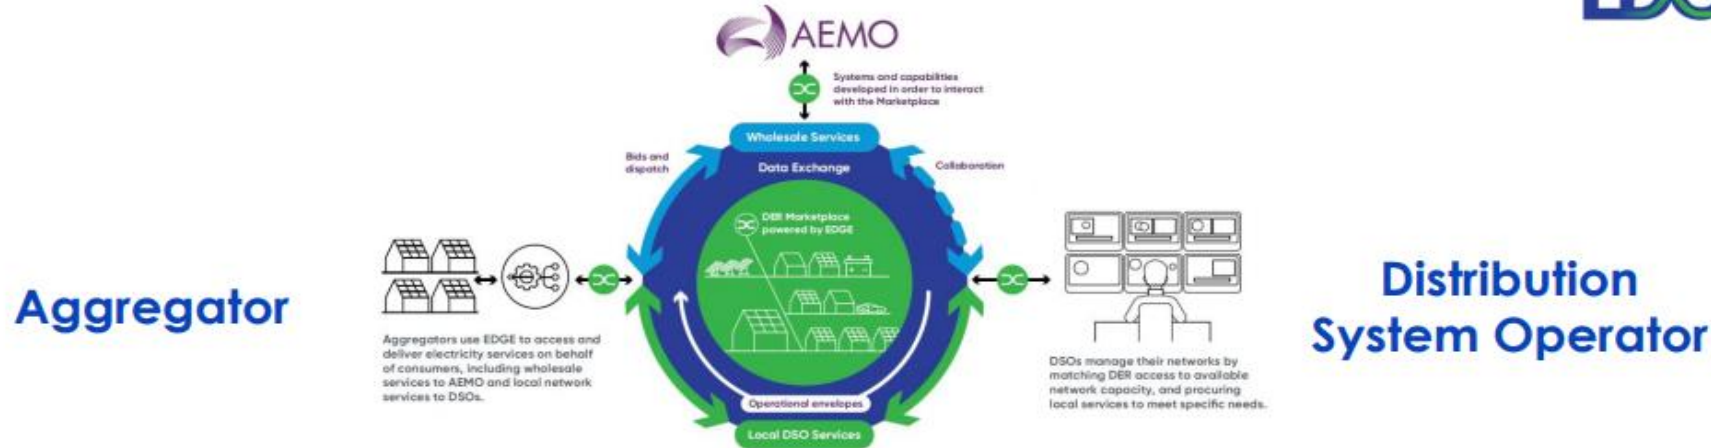 AEMO
Systems and capabilities
developed in order to interact
with the Marketplace
Wholesale Services
Bids and
dispatch
Data Exchange
Collaboration
DER Marketplace
powered by EDGE
Aggregator
Aggregators use EDGE to access and
deliver electricity services on behalf
of consumers, including wholesale
services to AEMO and local network
services to DSOs.
Distribution
System Operator
DSOs manage their networks by
matching DER access to available
network capacity, and procuring
local services to meet specific needs.
Operational envelopes
Local DSO Services